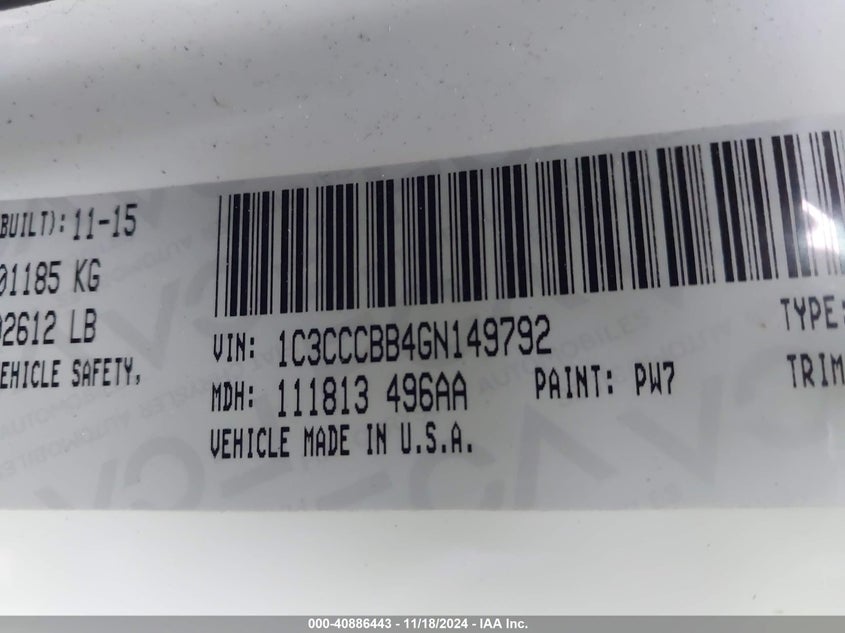 BUILT): 11-15
01185 KG
02612 LB
EHICLE SAFETY,
VIN: 1C3CCCBB4GN149792
MDH: 111813 496AA
PAINT: PW7
VEHICLE MADE IN U.S.A.
TYPE:
TRIM
000-40886443 - 11/18/2024 - IAA Inc.